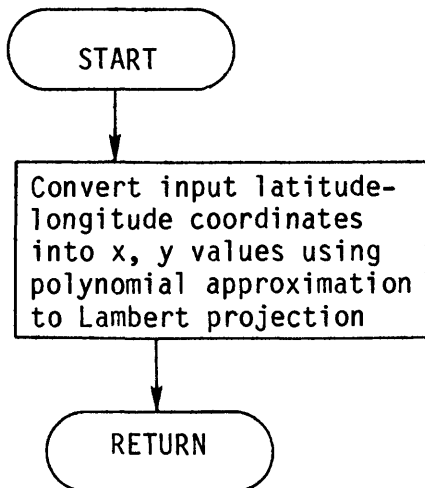 START
Convert input latitude-
longitude coordinates
into x, y values using
polynomial approximation
to Lambert projection
RETURN